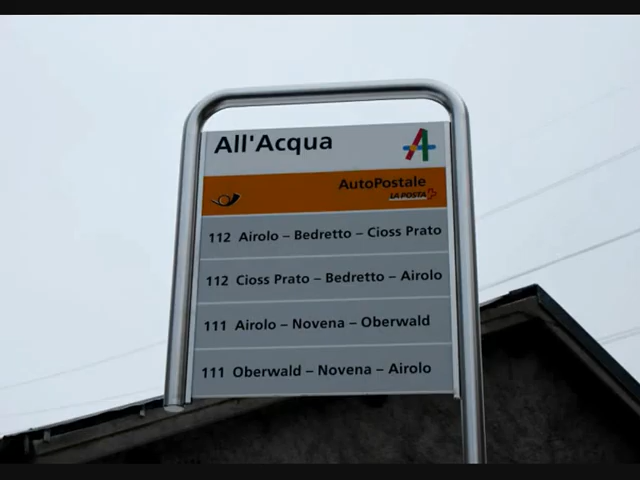 All'Acqua
AutoPostale
LA POSTA
112 Airolo – Bedretto – Cioss Prato
112 Cioss Prato – Bedretto – Airolo
111 Airolo – Novena – Oberwald
111 Oberwald – Novena – Airolo